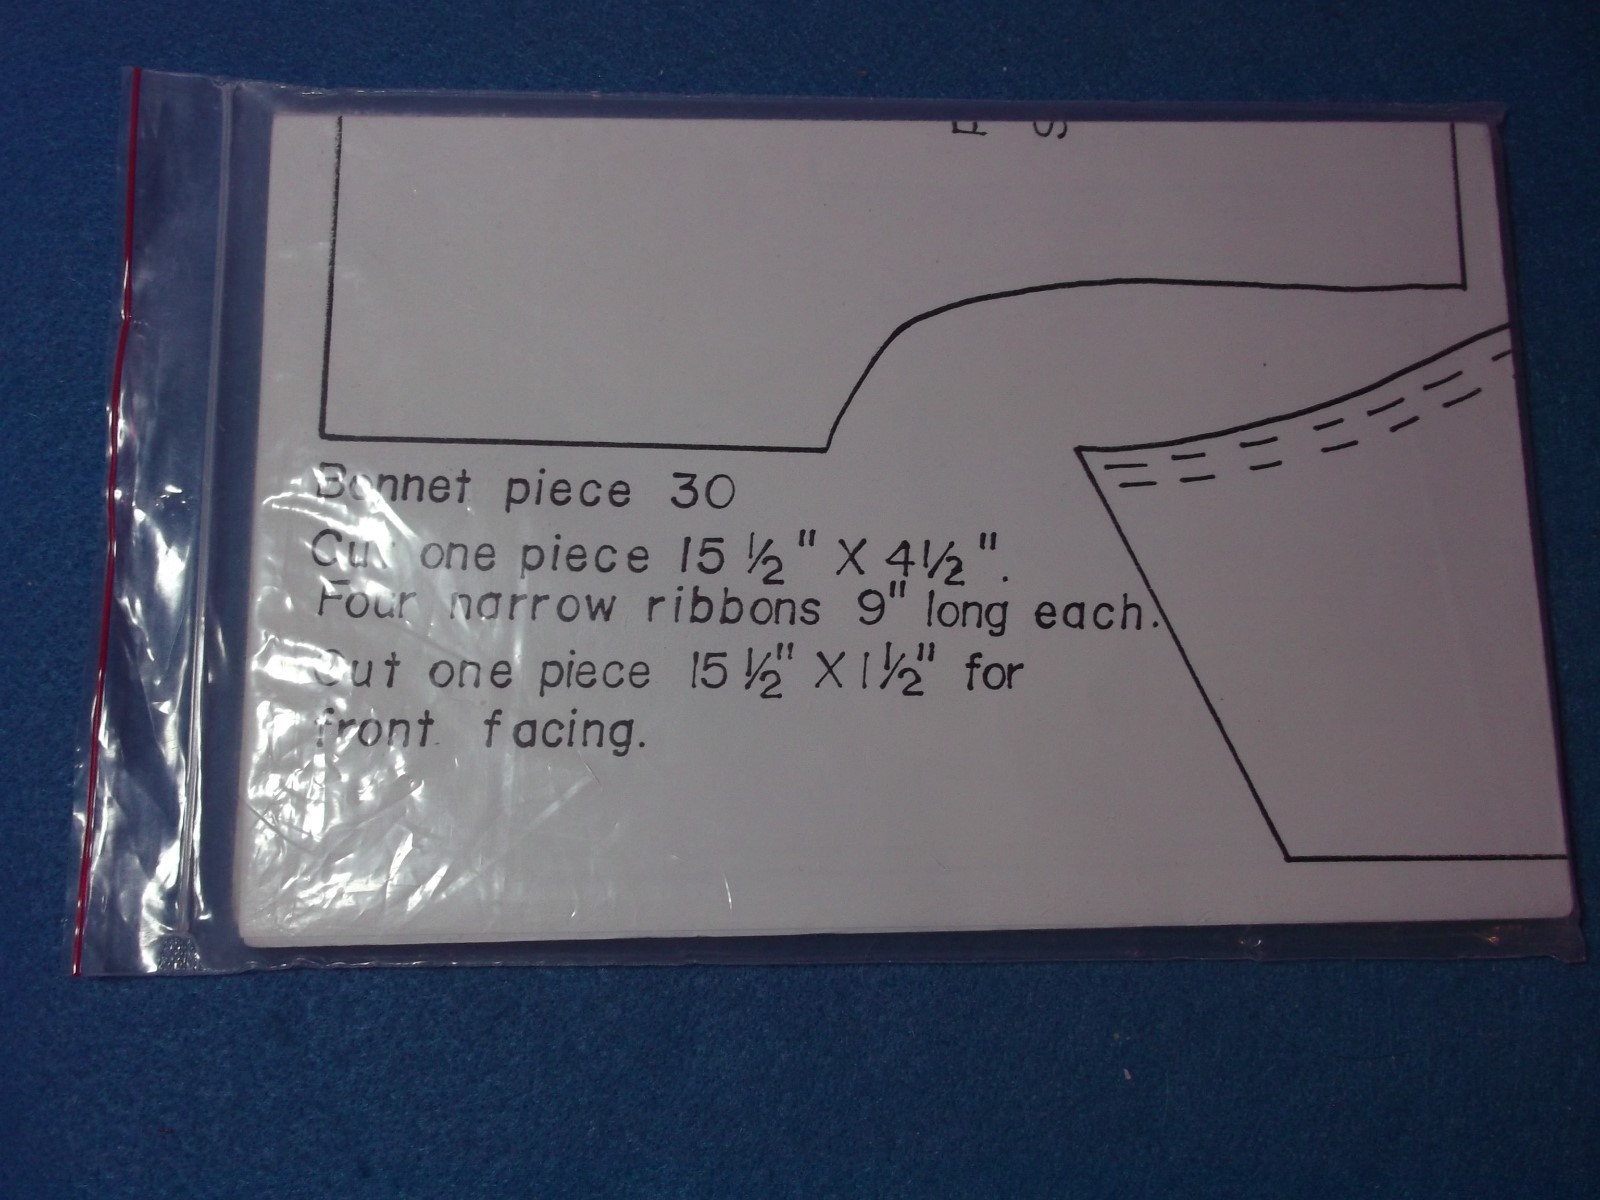 Bonnet piece 30
Cut one piece 15 ½" X 4½".
Four narrow ribbons 9" long each.
Cut one piece 15 ½" X 1½" for
front facing.